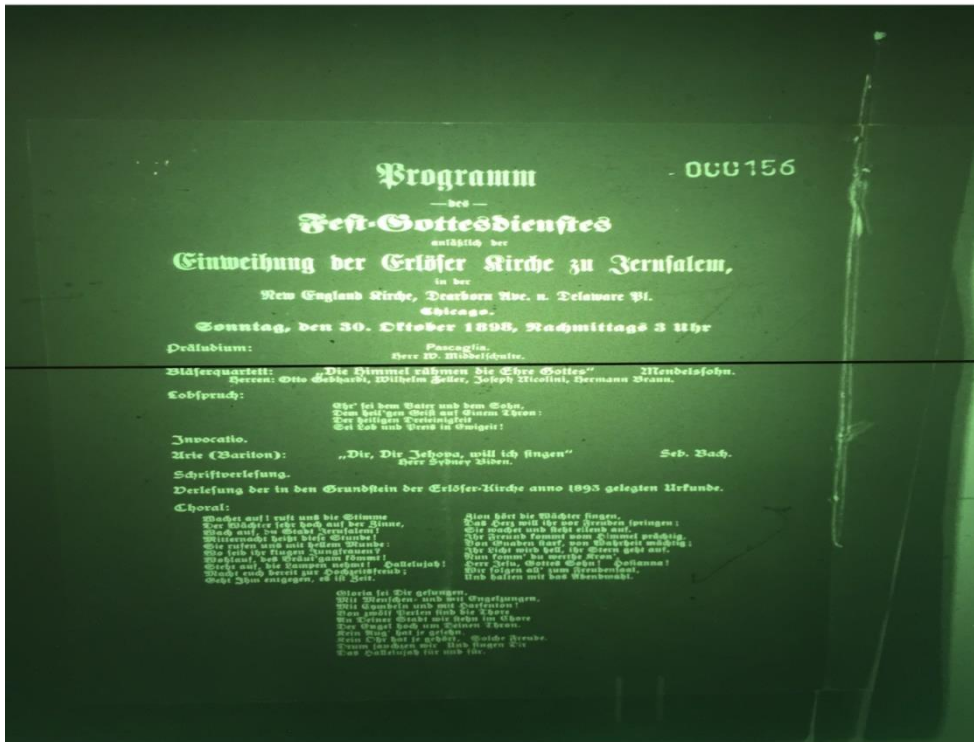 Programm
000156
— des —
Fest-Gottesdienstes
anläßlich der
Einweihung der Erlöser Kirche zu Jerusalem,
in der
New England Kirche, Dearborn Ave. u. Delaware Pl.
Chicago.
Sonntag, den 30. Oktober 1898, Nachmittags 3 Uhr
Präludium: Pascaglia.
Herr W. Middelschulte.
Bläserquartett: „Die Himmel rühmen die Ehre Gottes“ Mendelssohn.
Herren: Otto Gebhardt, Wilhelm Feller, Joseph Nicolini, Hermann Braun.
Lobspruch:
Ehr' sei dem Vater und dem Sohn,
Dem heil'gen Geist auf Einem Thron:
Der heiligen Dreieinigkeit
Sei Lob und Preis in Ewigkeit!
Invocatio.
Arie (Bariton): „Dir, Dir Jehova, will ich singen“ Seb. Bach.
Herr Sydney Biden.
Schriftverlesung.
Verlesung der in den Grundstein der Erlöser-Kirche anno 1893 gelegten Urkunde.
Choral:
Wachet auf! ruft uns die Stimme
Der Wächter sehr hoch auf der Zinne,
Wach auf, du Stadt Jerusalem!
Mitternacht heißt diese Stunde!
Sie rufen uns mit hellem Munde:
Wo seid ihr klugen Jungfrauen?
Wohlauf, des Bräut'gam kömmt!
Steht auf, die Lampen nehmt! Hallelujah!
Macht euch bereit zur Hochzeitsfreud;
Geht Ihm entgegen, es ist Zeit.
Zion hört die Wächter singen,
Das Herz will ihr vor Freuden springen;
Sie wachet und steht eilend auf.
Ihr Freund kommt vom Himmel prächtig,
Von Gnaden stark, von Wahrheit mächtig;
Ihr Licht wird hell, ihr Stern geht auf.
Nun komm' du werthe Kron',
Herr Jesu, Gottes Sohn! Hosianna!
Wir folgen all' zum Freudensaal,
Und halten mit das Abendmahl.
Gloria sei Dir gesungen,
Mit Menschen- und mit Engelzungen,
Mit Cymbeln und mit Harfenton!
Von zwölf Perlen sind die Thore
An Deiner Stadt wir stehn im Chore
Der Engel hoch um Deinen Thron.
Kein Aug' hat je gesehn,
Kein Ohr hat je gehört, Solche Freude.
Drum jauchzen wir Und singen Dir
Das Hallelujah für und für.